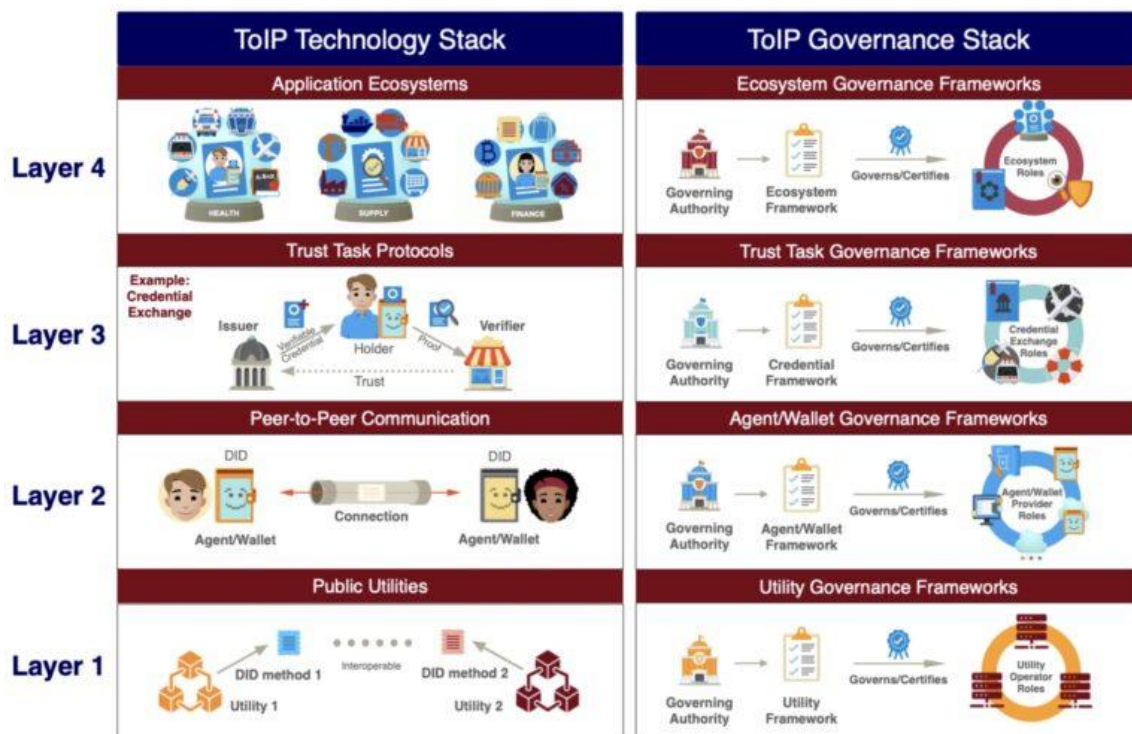 ToIP Technology Stack
ToIP Governance Stack
Layer 4
Application Ecosystems
HEALTH
SUPPLY
FINANCE
Ecosystem Governance Frameworks
Governing
Authority
Ecosystem
Framework
Governs/Certifies
Ecosystem
Roles
Layer 3
Trust Task Protocols
Example:
Credential
Exchange
Issuer
Verifiable
Credential
Holder
Proof
Verifier
Trust
Trust Task Governance Frameworks
Governing
Authority
Credential
Framework
Governs/Certifies
Credential
Exchange
Roles
Layer 2
Peer-to-Peer Communication
DID
Agent/Wallet
Connection
DID
Agent/Wallet
Agent/Wallet Governance Frameworks
Governing
Authority
Agent/Wallet
Framework
Governs/Certifies
Agent/Wallet
Provider
Roles
Layer 1
Public Utilities
DID method 1
Utility 1
Interoperable
DID method 2
Utility 2
Utility Governance Frameworks
Governing
Authority
Utility
Framework
Governs/Certifies
Utility
Operator
Roles